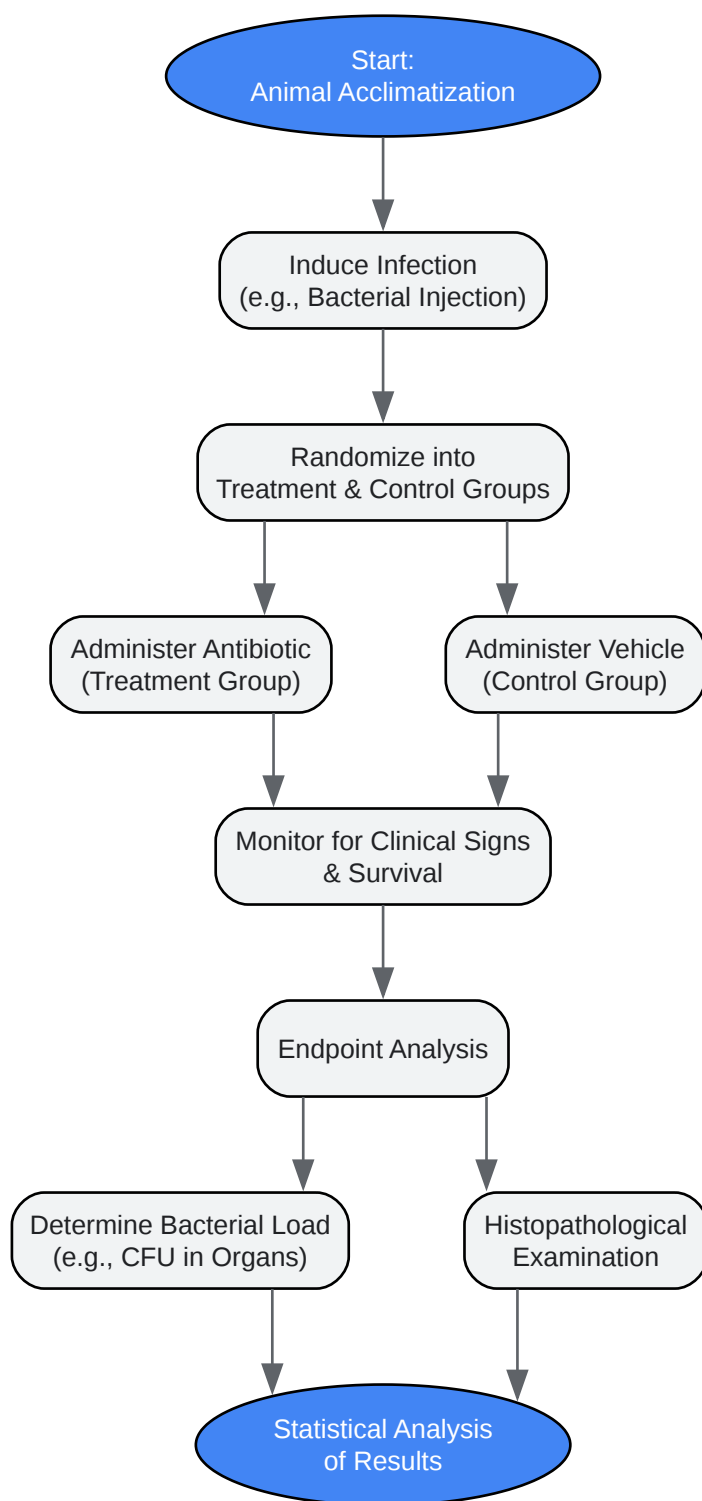 Start:
Animal Acclimatization
Induce Infection
(e.g., Bacterial Injection)
Randomize into
Treatment & Control Groups
Administer Antibiotic
(Treatment Group)
Administer Vehicle
(Control Group)
Monitor for Clinical Signs
& Survival
Endpoint Analysis
Determine Bacterial Load
(e.g., CFU in Organs)
Histopathological
Examination
Statistical Analysis
of Results